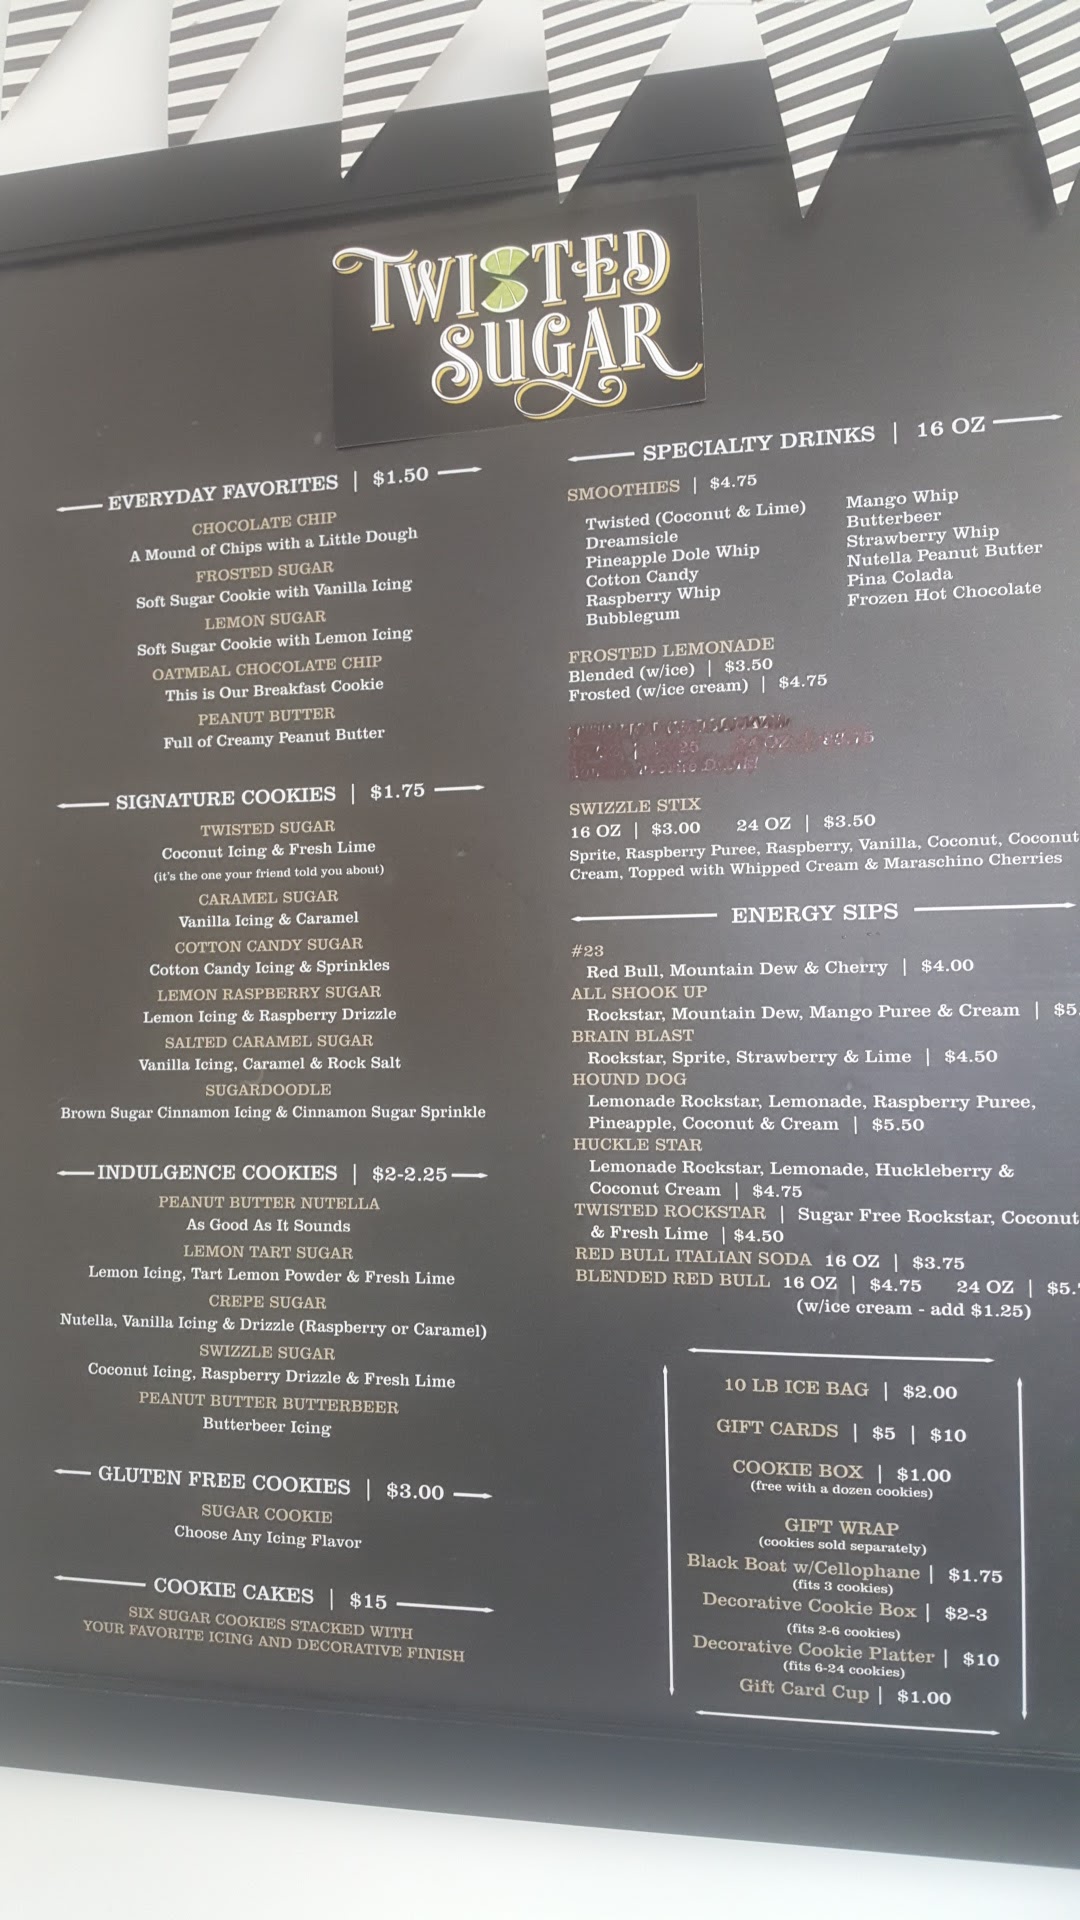 TWISTED
SUGAR
EVERYDAY FAVORITES | $1.50
CHOCOLATE CHIP
A Mound of Chips with a Little Dough
FROSTED SUGAR
Soft Sugar Cookie with Vanilla Icing
LEMON SUGAR
Soft Sugar Cookie with Lemon Icing
OATMEAL CHOCOLATE CHIP
This is Our Breakfast Cookie
PEANUT BUTTER
Full of Creamy Peanut Butter
SIGNATURE COOKIES | $1.75
TWISTED SUGAR
Coconut Icing & Fresh Lime
(it's the one your friend told you about)
CARAMEL SUGAR
Vanilla Icing & Caramel
COTTON CANDY SUGAR
Cotton Candy Icing & Sprinkles
LEMON RASPBERRY SUGAR
Lemon Icing & Raspberry Drizzle
SALTED CARAMEL SUGAR
Vanilla Icing, Caramel & Rock Salt
SUGARDOODLE
Brown Sugar Cinnamon Icing & Cinnamon Sugar Sprinkle
INDULGENCE COOKIES | $2-2.25
PEANUT BUTTER NUTELLA
As Good As It Sounds
LEMON TART SUGAR
Lemon Icing, Tart Lemon Powder & Fresh Lime
CREPE SUGAR
Nutella, Vanilla Icing & Drizzle (Raspberry or Caramel)
SWIZZLE SUGAR
Coconut Icing, Raspberry Drizzle & Fresh Lime
PEANUT BUTTER BUTTERBEER
Butterbeer Icing
GLUTEN FREE COOKIES | $3.00
SUGAR COOKIE
Choose Any Icing Flavor
COOKIE CAKES | $15
SIX SUGAR COOKIES STACKED WITH
YOUR FAVORITE ICING AND DECORATIVE FINISH
SPECIALTY DRINKS | 16 OZ
SMOOTHIES | $4.75
Twisted (Coconut & Lime)
Dreamsicle
Pineapple Dole Whip
Cotton Candy
Raspberry Whip
Bubblegum
Mango Whip
Butterbeer
Strawberry Whip
Nutella Peanut Butter
Pina Colada
Frozen Hot Chocolate
FROSTED LEMONADE
Blended (w/ice) | $3.50
Frosted (w/ice cream) | $4.75
24 OZ
SWIZZLE STIX
16 OZ | $3.00 24 OZ | $3.50
Sprite, Raspberry Puree, Raspberry, Vanilla, Coconut, Coconut
Cream, Topped with Whipped Cream & Maraschino Cherries
ENERGY SIPS
#23
Red Bull, Mountain Dew & Cherry | $4.00
ALL SHOOK UP
Rockstar, Mountain Dew, Mango Puree & Cream | $5.
BRAIN BLAST
Rockstar, Sprite, Strawberry & Lime | $4.50
HOUND DOG
Lemonade Rockstar, Lemonade, Raspberry Puree,
Pineapple, Coconut & Cream | $5.50
HUCKLE STAR
Lemonade Rockstar, Lemonade, Huckleberry &
Coconut Cream | $4.75
TWISTED ROCKSTAR | Sugar Free Rockstar, Coconut
& Fresh Lime | $4.50
RED BULL ITALIAN SODA 16 OZ | $3.75
BLENDED RED BULL 16 OZ | $4.75 24 OZ | $5.
(w/ice cream - add $1.25)
10 LB ICE BAG | $2.00
GIFT CARDS | $5 | $10
COOKIE BOX | $1.00
(free with a dozen cookies)
GIFT WRAP
(cookies sold separately)
Black Boat w/Cellophane | $1.75
(fits 3 cookies)
Decorative Cookie Box | $2-3
(fits 2-6 cookies)
Decorative Cookie Platter | $10
(fits 6-24 cookies)
Gift Card Cup | $1.00